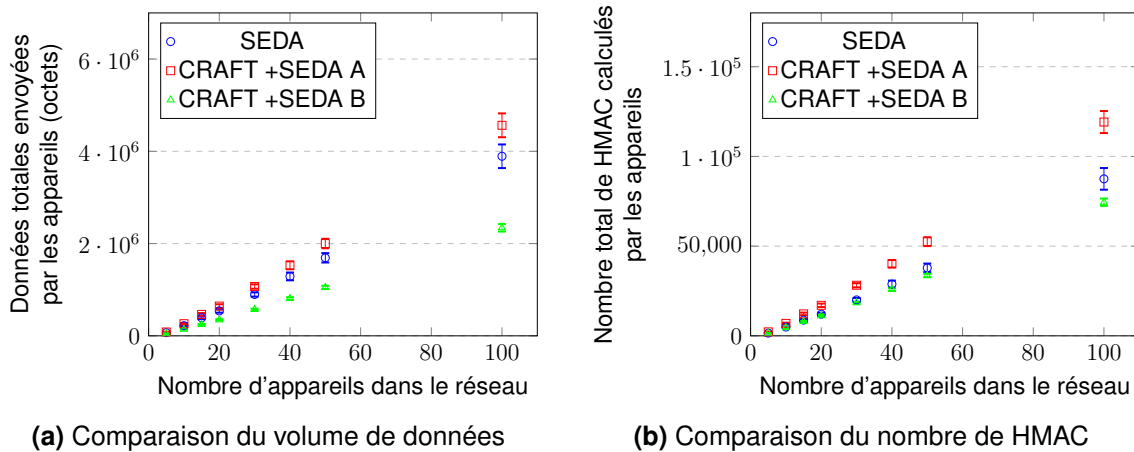 Données totales envoyées
par les appareils (octets)
6 · 10^6
4 · 10^6
2 · 10^6
0
0 20 40 60 80 100
SEDA
CRAFT +SEDA A
CRAFT +SEDA B
Nombre d'appareils dans le réseau
(a) Comparaison du volume de données
Nombre total de HMAC calculés
par les appareils
1.5 · 10^5
1 · 10^5
50,000
0
0 20 40 60 80 100
SEDA
CRAFT +SEDA A
CRAFT +SEDA B
Nombre d'appareils dans le réseau
(b) Comparaison du nombre de HMAC